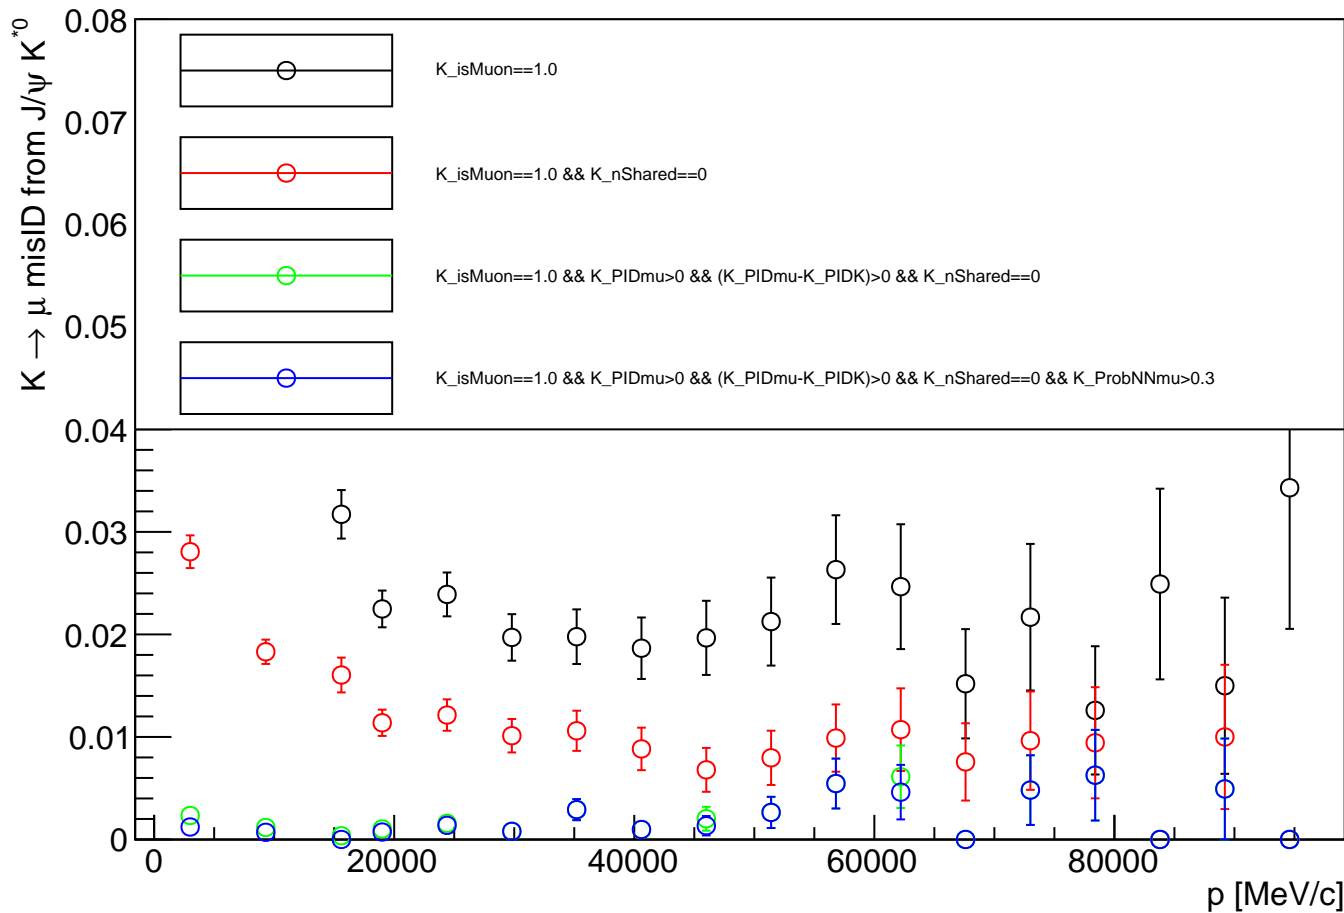 K → μ misID from J/ψ K*0
0.08
0.07
0.06
0.05
0.04
0.03
0.02
0.01
0
K_isMuon==1.0
K_isMuon==1.0 && K_nShared==0
K_isMuon==1.0 && K_PIDmu>0 && (K_PIDmu-K_PIDK)>0 && K_nShared==0
K_isMuon==1.0 && K_PIDmu>0 && (K_PIDmu-K_PIDK)>0 && K_nShared==0 && K_ProbNNmu>0.3
0 20000 40000 60000 80000
p [MeV/c]